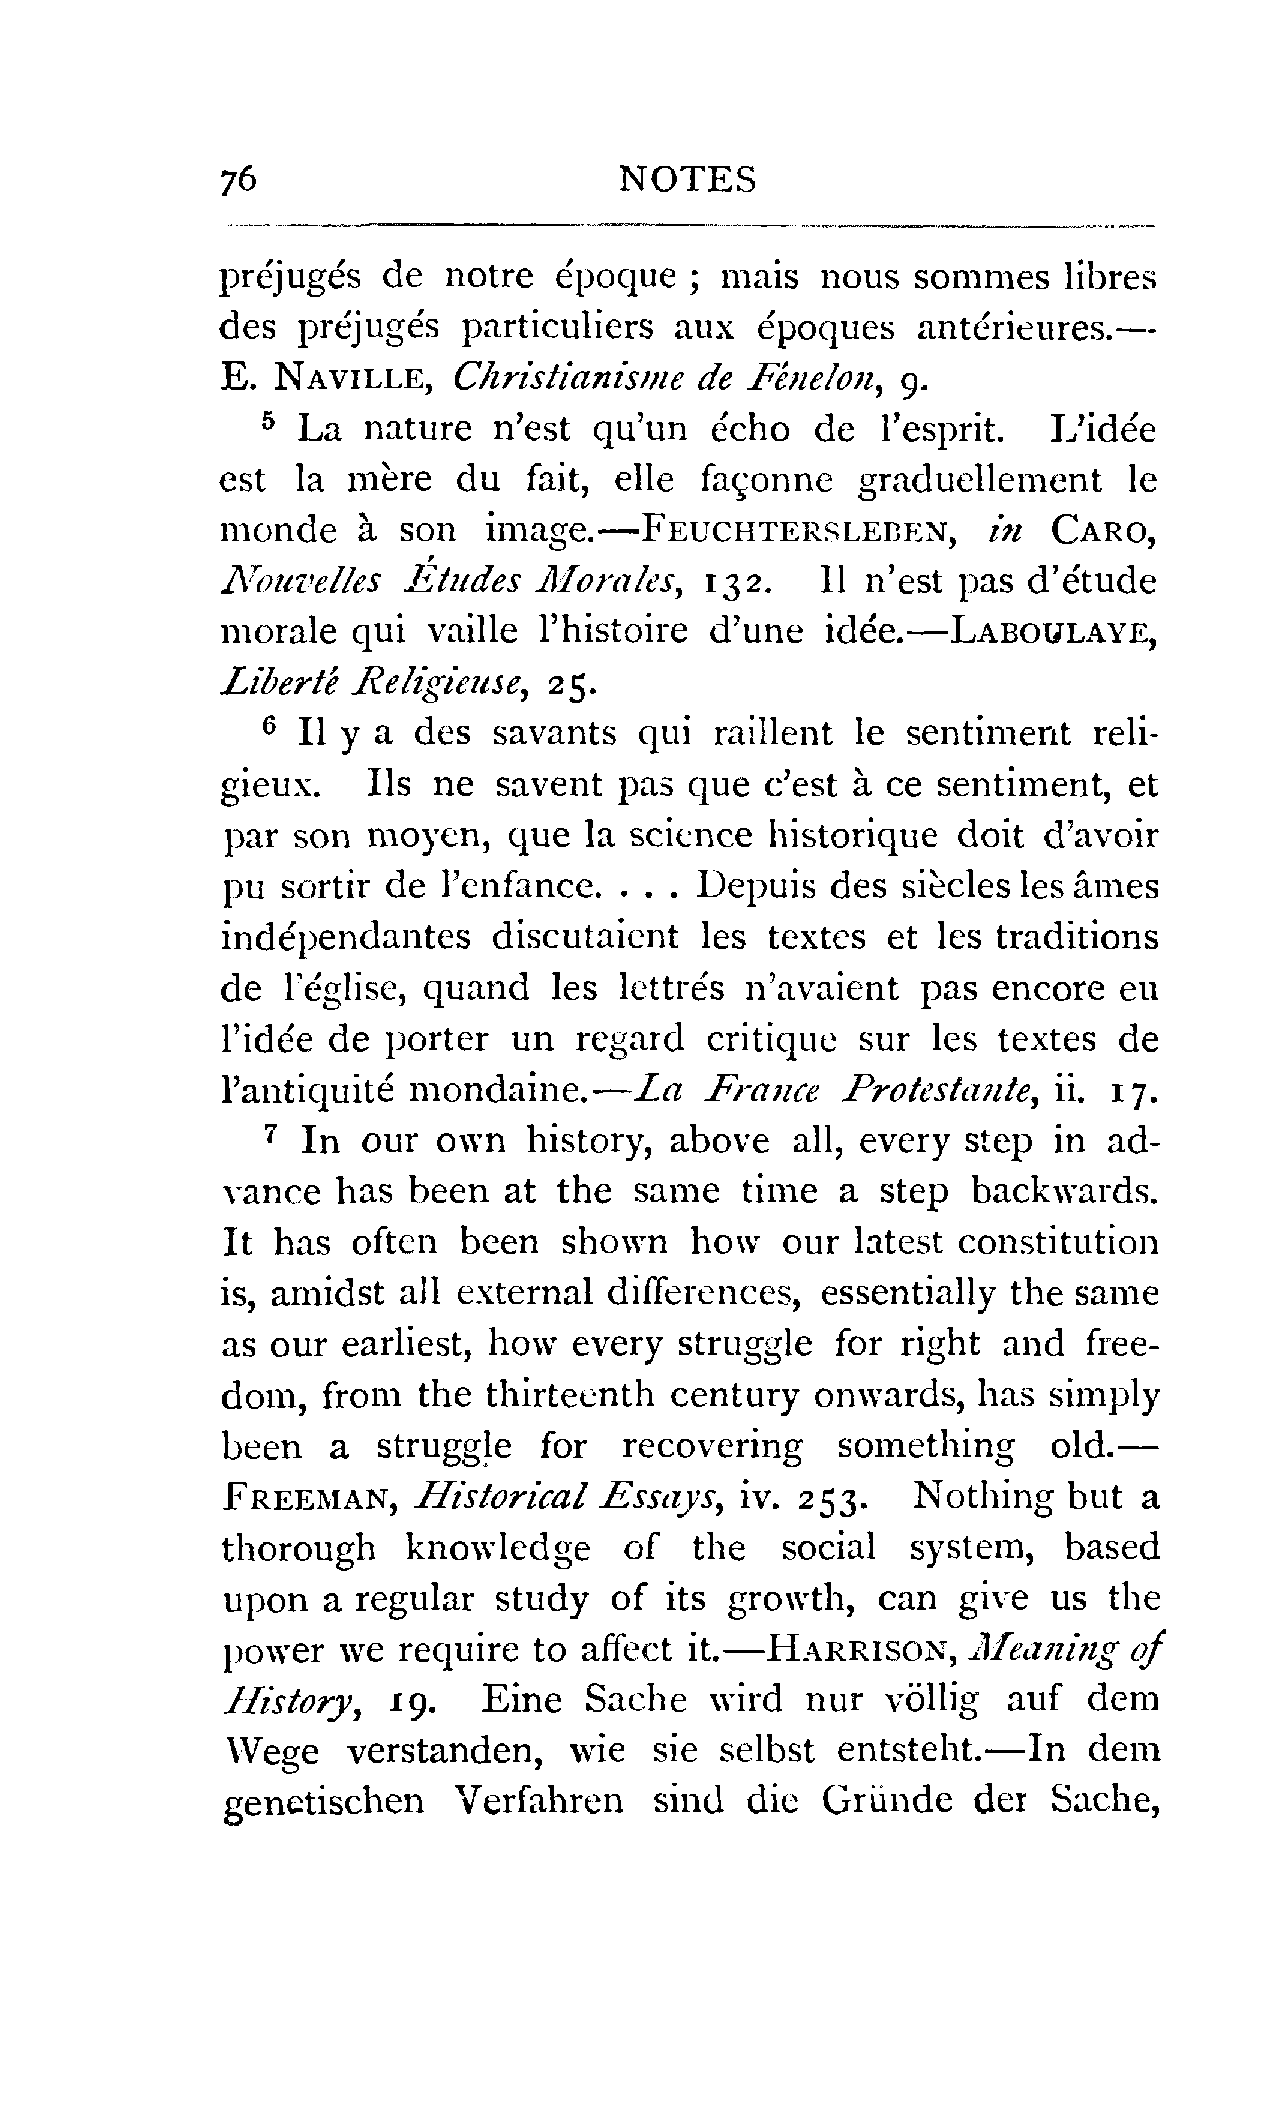 76 NOTES
préjugés de notre époque ; mais nous sommes libres
des préjugés particuliers aux époques antérieures.—
E. NAVILLE, Christianisme de Fénelon, 9.
⁵ La nature n'est qu'un écho de l'esprit. L'idée
est la mère du fait, elle façonne graduellement le
monde à son image.—FEUCHTERSLEBEN, in CARO,
Nouvelles Études Morales, 132. Il n'est pas d'étude
morale qui vaille l'histoire d'une idée.—LABOULAYE,
Liberté Religieuse, 25.
⁶ Il y a des savants qui raillent le sentiment reli-
gieux. Ils ne savent pas que c'est à ce sentiment, et
par son moyen, que la science historique doit d'avoir
pu sortir de l'enfance. . . . Depuis des siècles les âmes
indépendantes discutaient les textes et les traditions
de l'église, quand les lettrés n'avaient pas encore eu
l'idée de porter un regard critique sur les textes de
l'antiquité mondaine.—La France Protestante, ii. 17.
⁷ In our own history, above all, every step in ad-
vance has been at the same time a step backwards.
It has often been shown how our latest constitution
is, amidst all external differences, essentially the same
as our earliest, how every struggle for right and free-
dom, from the thirteenth century onwards, has simply
been a struggle for recovering something old.—
FREEMAN, Historical Essays, iv. 253. Nothing but a
thorough knowledge of the social system, based
upon a regular study of its growth, can give us the
power we require to affect it.—HARRISON, Meaning of
History, 19. Eine Sache wird nur völlig auf dem
Wege verstanden, wie sie selbst entsteht.—In dem
genetischen Verfahren sind die Gründe der Sache,